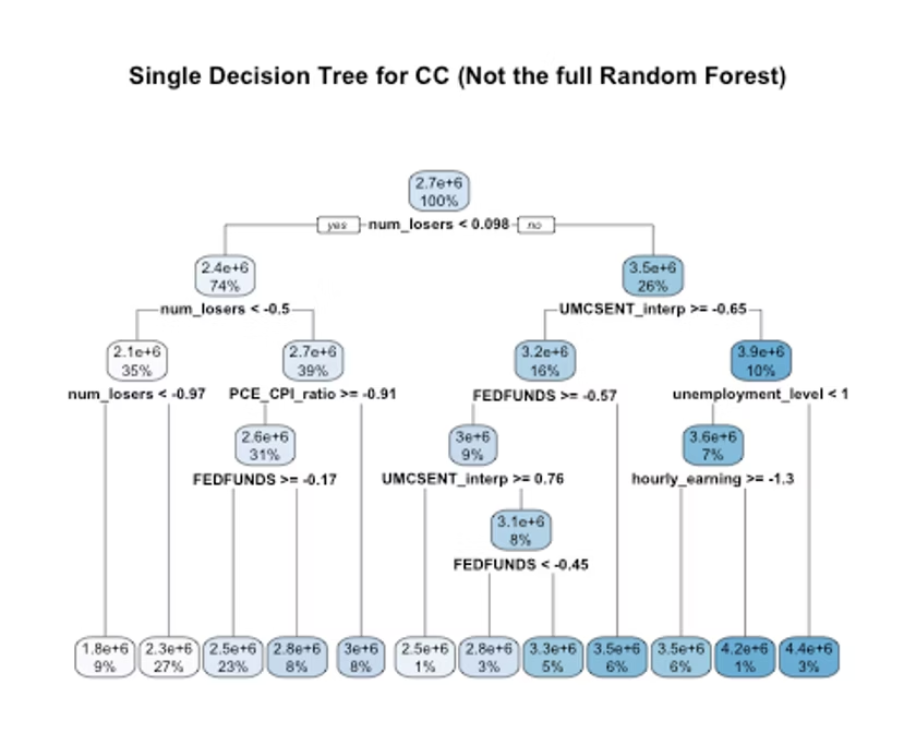 Single Decision Tree for CC (Not the full Random Forest)
2.7e+6
100%
yes num_losers < 0.098 no
2.4e+6 3.5e+6
74% 26%
num_losers < -0.5 UMCSENT_interp >= -0.65
2.1e+6 2.7e+6 3.2e+6 3.9e+6
35% 39% 16% 10%
num_losers < -0.97 PCE_CPI_ratio >= -0.91 FEDFUNDS >= -0.57 unemployment_level < 1
2.6e+6 3e+6 3.6e+6
31% 9% 7%
FEDFUNDS >= -0.17 UMCSENT_interp >= 0.76 hourly_earning >= -1.3
3.1e+6
8%
FEDFUNDS < -0.45
1.8e+6 2.3e+6 2.5e+6 2.8e+6 3e+6 2.5e+6 2.8e+6 3.3e+6 3.5e+6 3.5e+6 4.2e+6 4.4e+6
9% 27% 23% 8% 8% 1% 3% 5% 6% 6% 1% 3%